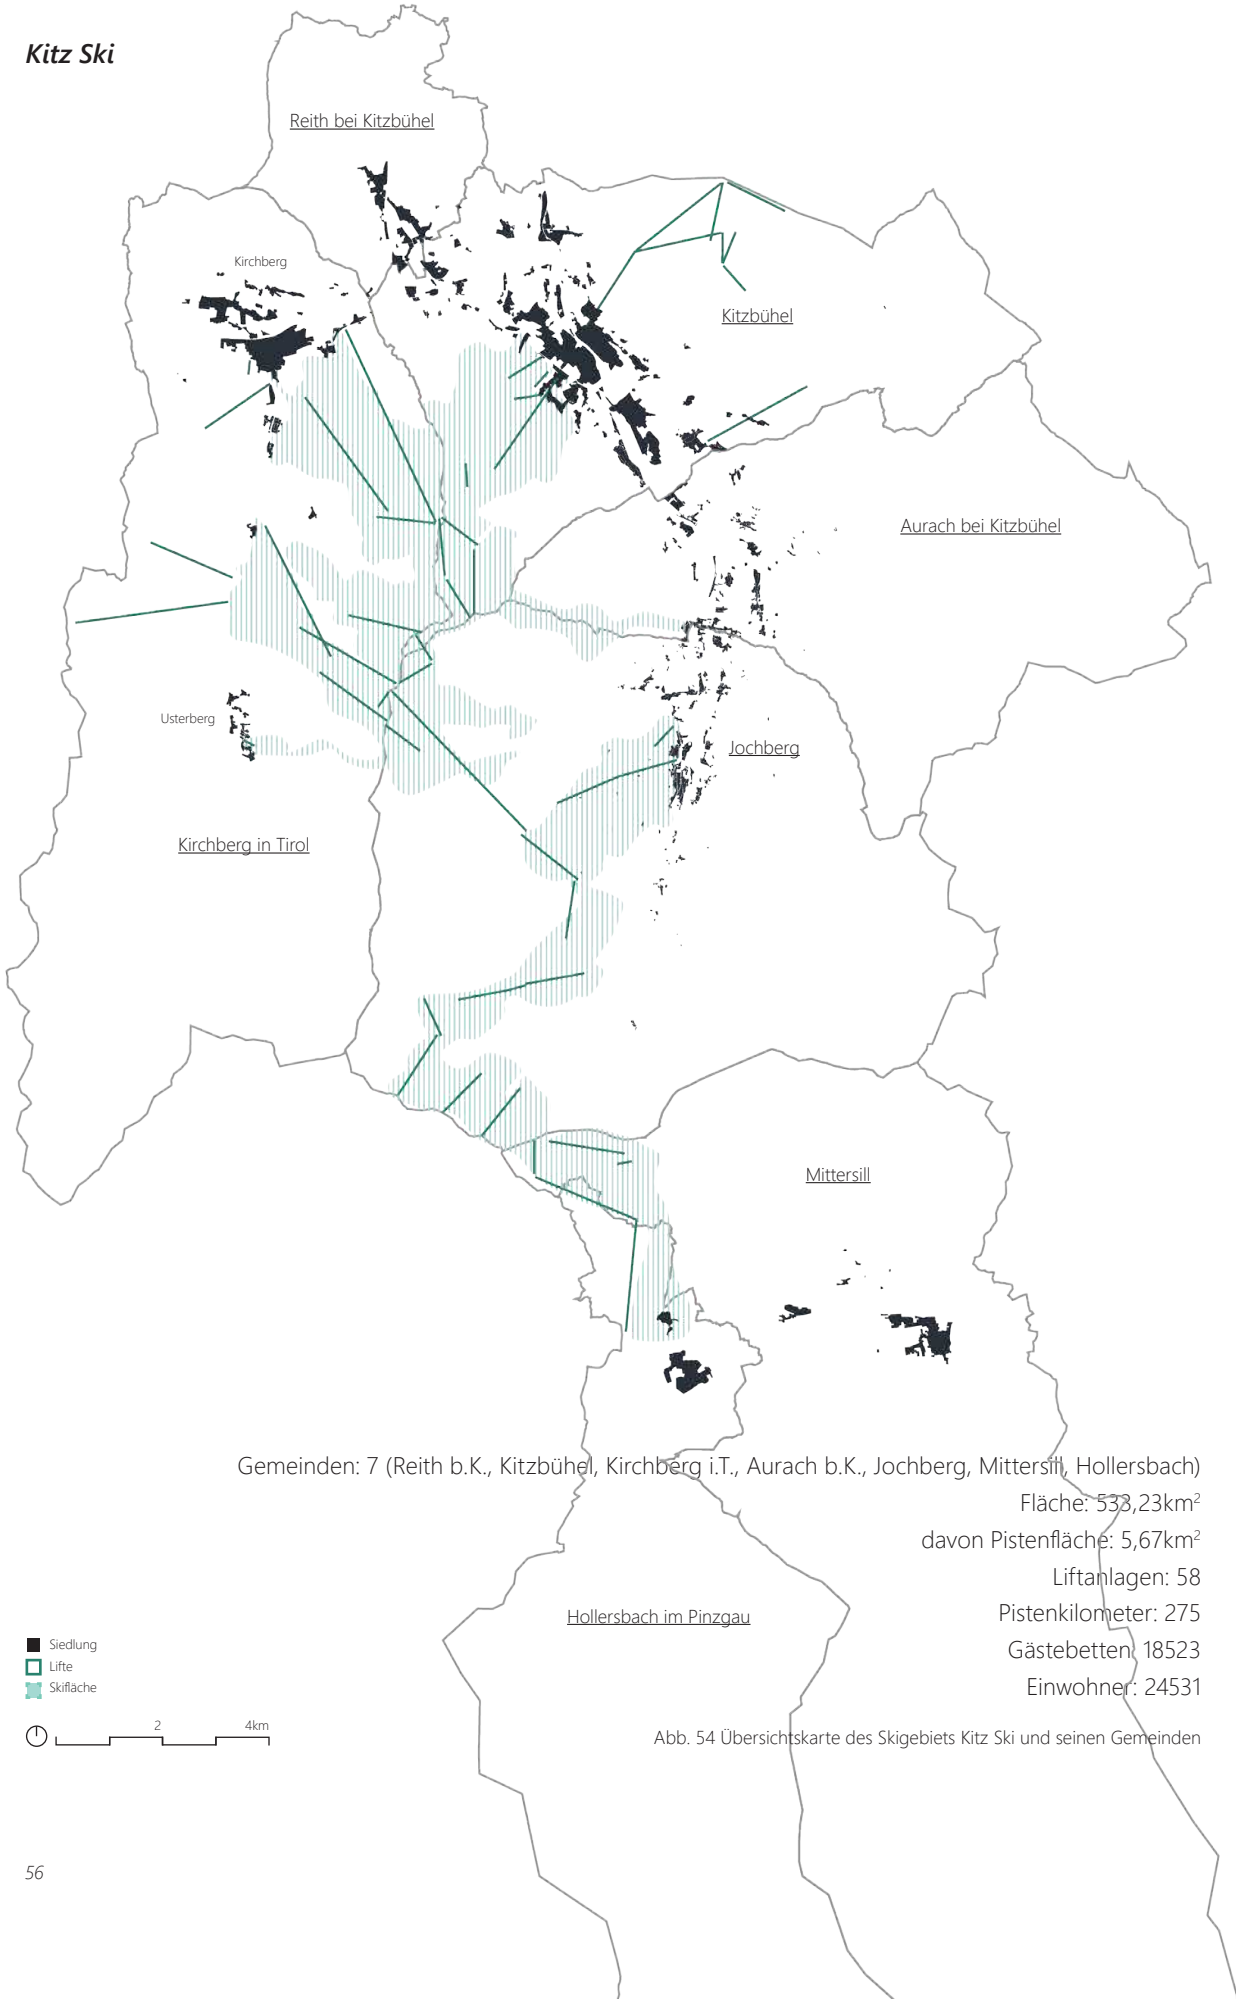 Kitz Ski
Reith bei Kitzbühel
Kirchberg
Kitzbühel
Aurach bei Kitzbühel
Usterberg
Jochberg
Kirchberg in Tirol
Mittersill
Gemeinden: 7 (Reith b.K., Kitzbühel, Kirchberg i.T., Aurach b.K., Jochberg, Mittersill, Hollersbach)
Fläche: 533,23km²
davon Pistenfläche: 5,67km²
Liftanlagen: 58
Pistenkilometer: 275
Gästebetten: 18523
Einwohner: 24531
Hollersbach im Pinzgau
Siedlung
Lifte
Skifläche
2 4km
Abb. 54 Übersichtskarte des Skigebiets Kitz Ski und seinen Gemeinden
56